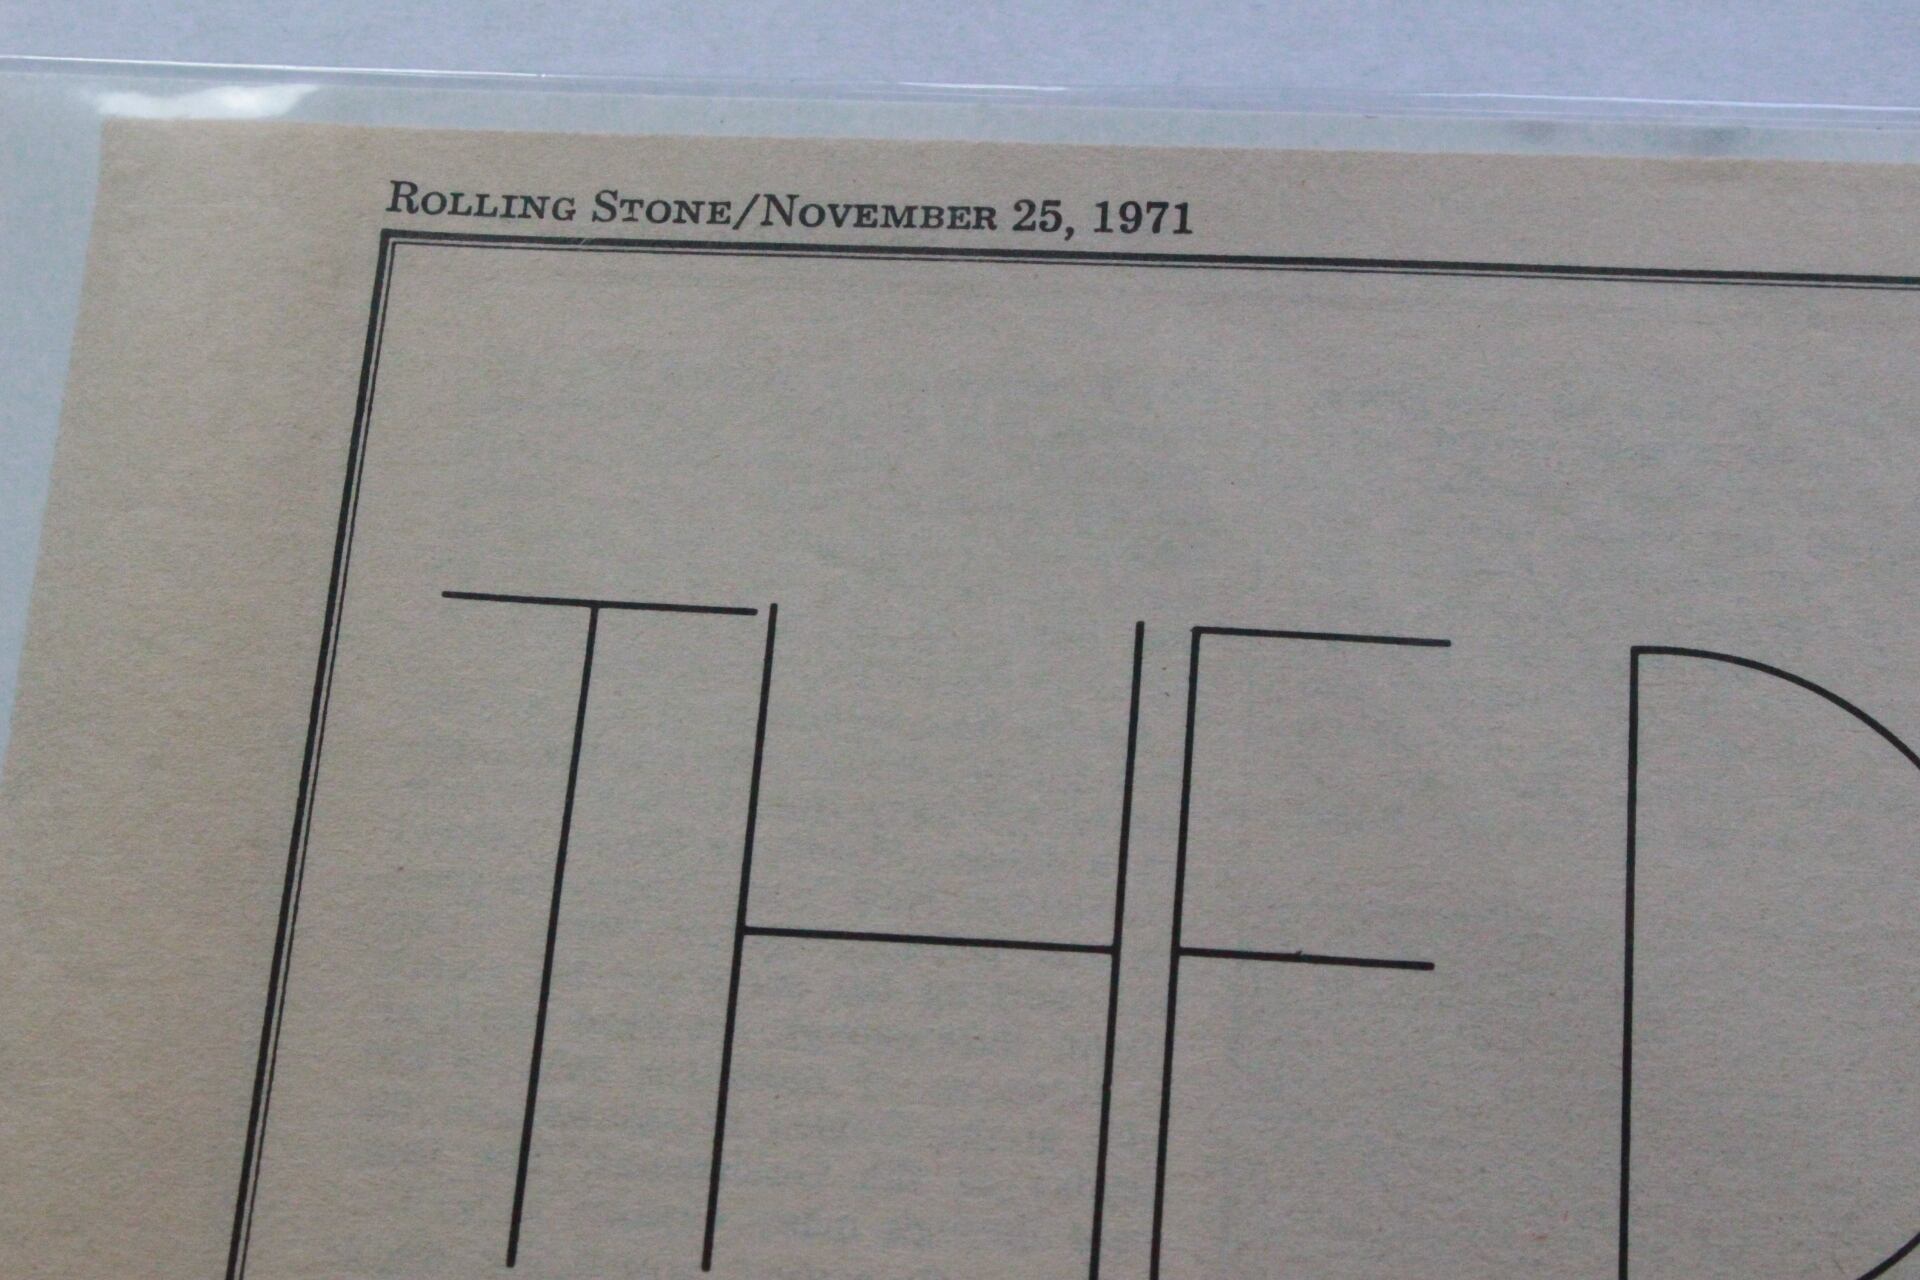 ROLLING STONE/NOVEMBER 25, 1971
THE D